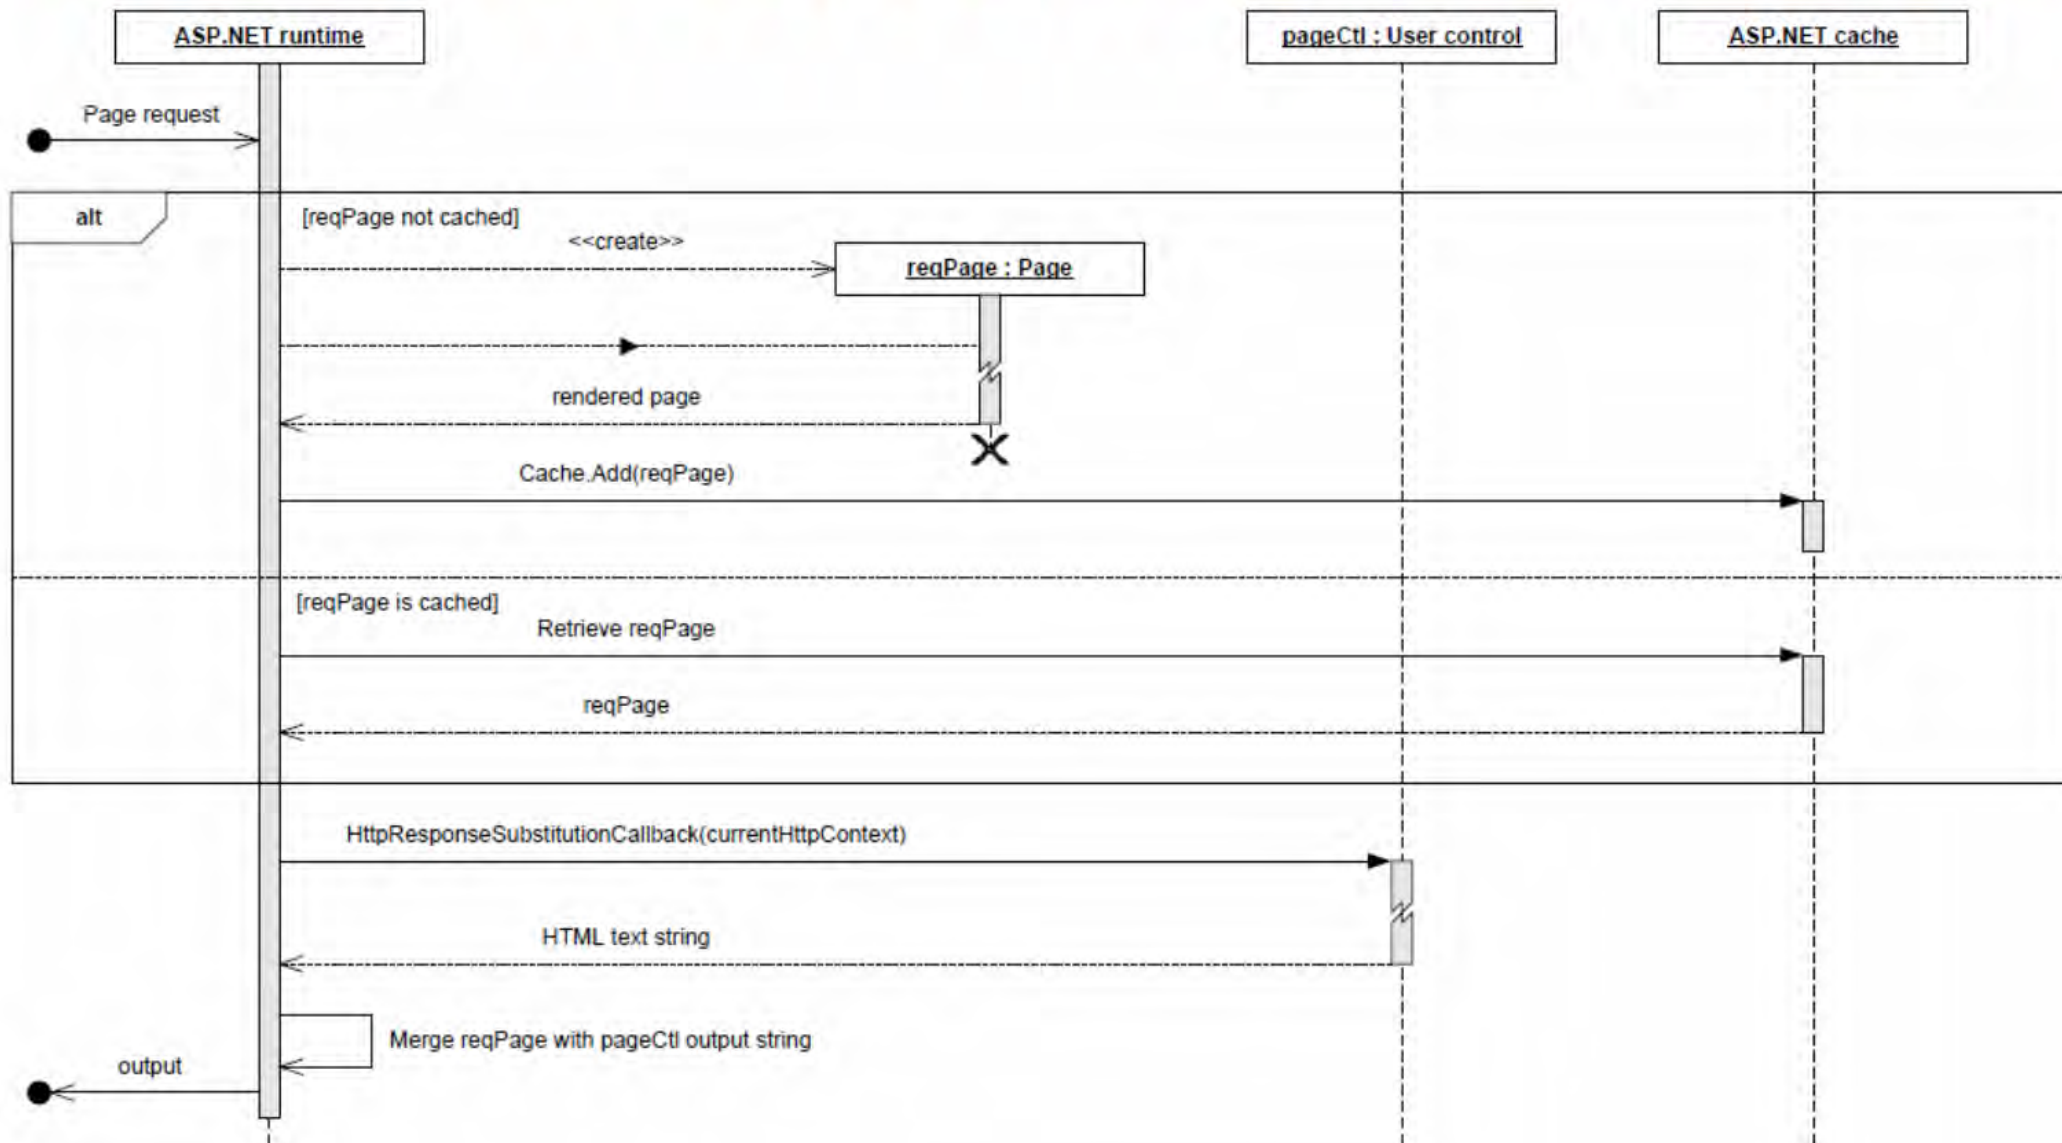 ASP.NET runtime
pageCtl : User control
ASP.NET cache
Page request
alt
[reqPage not cached]
<<create>>
reqPage : Page
rendered page
Cache.Add(reqPage)
[reqPage is cached]
Retrieve reqPage
reqPage
HttpResponseSubstitutionCallback(currentHttpContext)
HTML text string
Merge reqPage with pageCtl output string
output